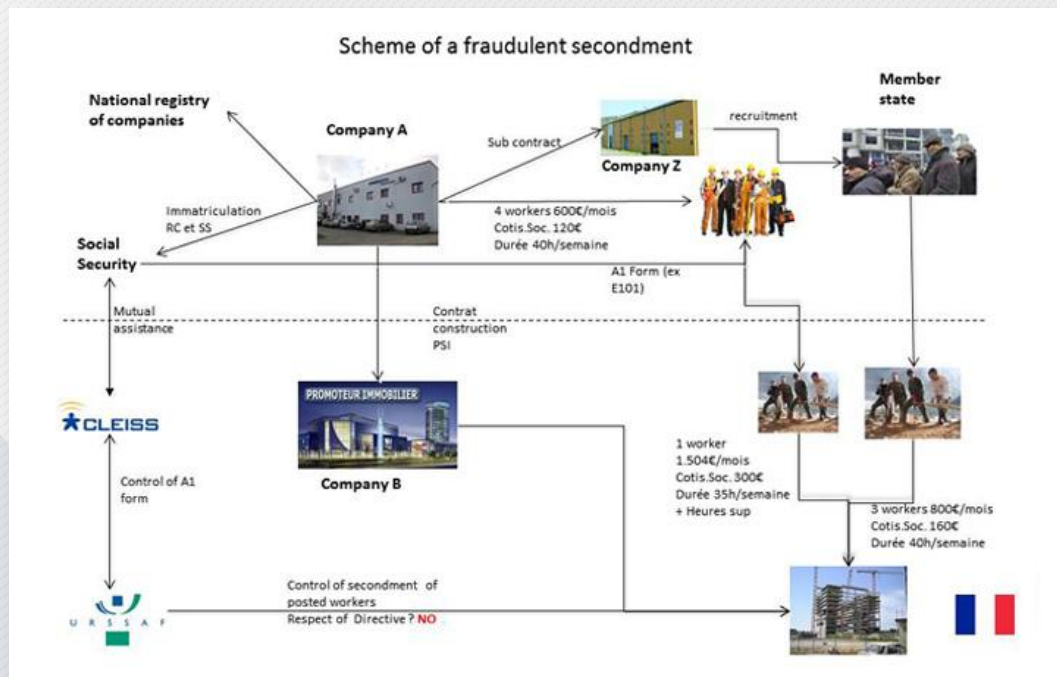 Scheme of a fraudulent secondment
National registry
of companies
Company A
Sub contract
Company Z
recruitment
Member
state
Immatriculation
RC et SS
4 workers 600€/mois
Cotis.Soc. 120€
Durée 40h/semaine
Social
Security
A1 Form (ex
E101)
Mutual
assistance
Contrat
construction
PSI
PROMOTEUR IMMOBILIER
CLEISS
Company B
1 worker
1.504€/mois
Cotis.Soc. 300€
Durée 35h/semaine
+ Heures sup
Control of A1
form
3 workers 800€/mois
Cotis.Soc. 160€
Durée 40h/semaine
Control of secondment of
posted workers
Respect of Directive ? NO
URSSAF